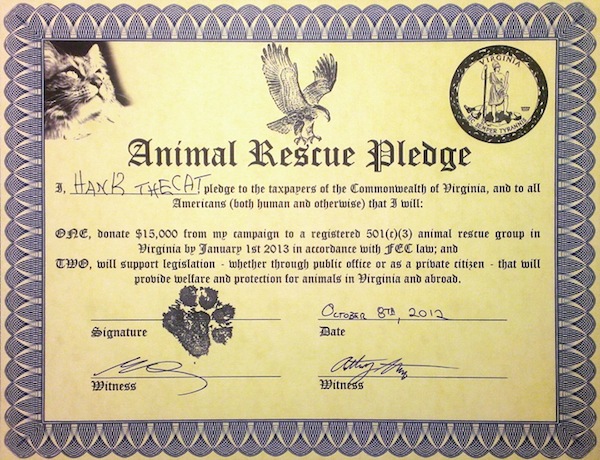 VIRGINIA
SEMPER TYRANNIS
Animal Rescue Pledge
I, HANK THECAT pledge to the taxpayers of the Commonwealth of Virginia, and to all
Americans (both human and otherwise) that I will:
ONE, donate $15,000 from my campaign to a registered 501(c)(3) animal rescue group in
Virginia by January 1st 2013 in accordance with FEC law; and
TWO, will support legislation - whether through public office or as a private citizen - that will
provide welfare and protection for animals in Virginia and abroad.
OCTOBER 8TH, 2012
Signature Date
Witness Witness